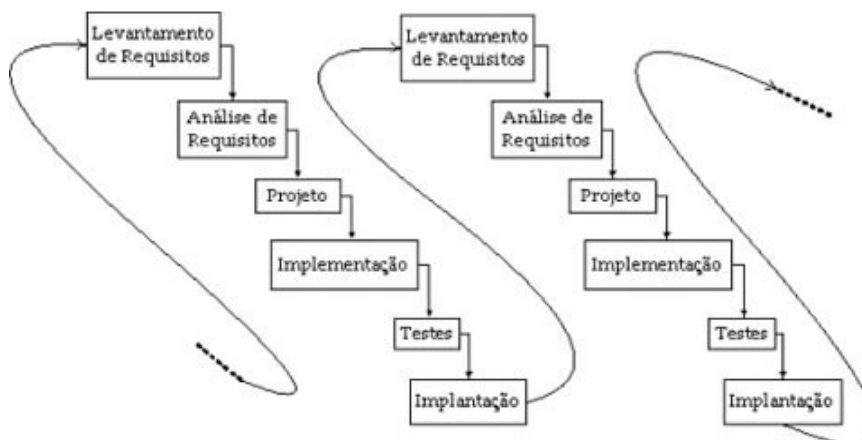 Levantamento
de Requisitos
Análise de
Requisitos
Projeto
Implementação
Testes
Implantação
Levantamento
de Requisitos
Análise de
Requisitos
Projeto
Implementação
Testes
Implantação